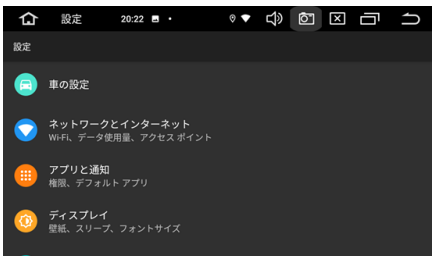 設定 20:22
設定
車の設定
ネットワークとインターネット
Wi-Fi、データ使用量、アクセス ポイント
アプリと通知
権限、デフォルト アプリ
ディスプレイ
壁紙、スリープ、フォントサイズ